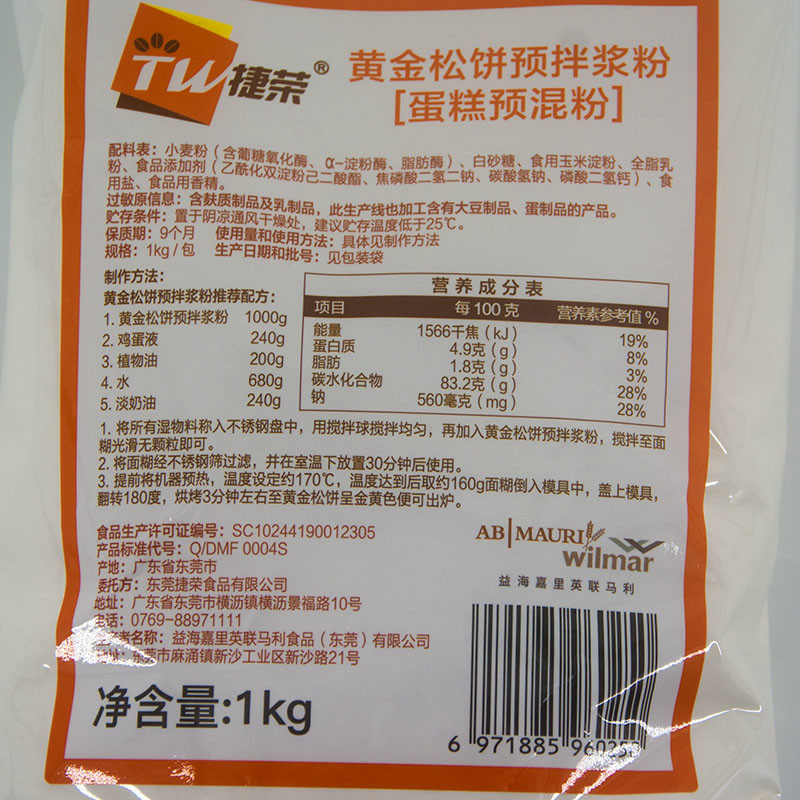 TW捷荣®
黄金松饼预拌浆粉
[蛋糕预混粉]
配料表：小麦粉（含葡糖氧化酶、α-淀粉酶、脂肪酶）、白砂糖、食用玉米淀粉、全脂乳
粉、食品添加剂（乙酰化双淀粉己二酸酯、焦磷酸二氢二钠、碳酸氢钠、磷酸二氢钙）、食
用盐、食品用香精。
过敏原信息：含麸质制品及乳制品，此生产线也加工含有大豆制品、蛋制品的产品。
贮存条件：置于阴凉通风干燥处，建议贮存温度低于25℃。
保质期：9个月 使用量和使用方法：具体见制作方法
规格：1kg / 包 生产日期和批号：见包装袋
制作方法：
黄金松饼预拌浆粉推荐配方：
1. 黄金松饼预拌浆粉 1000g
2. 鸡蛋液 240g
3. 植物油 200g
4. 水 680g
5. 淡奶油 240g
营养成分表
项目 每 100 克 营养素参考值 %
能量 1566千焦（kJ） 19%
蛋白质 4.9克（g） 8%
脂肪 1.8克（g） 3%
碳水化合物 83.2克（g） 28%
钠 560毫克（mg） 28%
1. 将所有湿物料称入不锈钢盘中，用搅拌球搅拌均匀，再加入黄金松饼预拌浆粉，搅拌至面
糊光滑无颗粒即可。
2. 将面糊经不锈钢筛过滤，并在室温下放置30分钟后使用。
3. 提前将机器预热，温度设定约170℃，温度达到后取约160g面糊倒入模具中，盖上模具，
翻转180度，烘烤3分钟左右至黄金松饼呈金黄色便可出炉。
食品生产许可证编号：SC10244190012305
产品标准代号：Q/DMF 0004S
产地：广东省东莞市
委托方：东莞捷荣食品有限公司
地址：广东省东莞市横沥镇横沥景福路10号
电话：0769-88971111
者名称：益海嘉里英联马利食品（东莞）有限公司
地址：东莞市麻涌镇新沙工业区新沙路21号
AB MAURI
wilmar
益海嘉里英联马利
净含量:1kg
6 971885 960